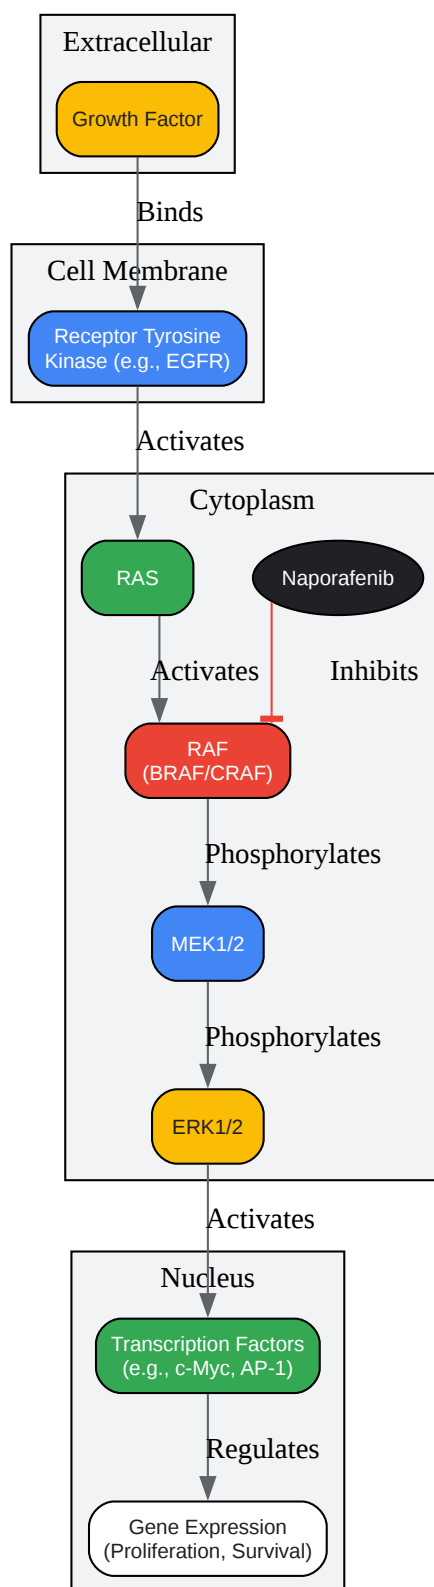 Extracellular
Growth Factor
Binds
Cell Membrane
Receptor Tyrosine
Kinase (e.g., EGFR)
Activates
Cytoplasm
RAS
Naporafenib
Activates
Inhibits
RAF
(BRAF/CRAF)
Phosphorylates
MEK1/2
Phosphorylates
ERK1/2
Activates
Nucleus
Transcription Factors
(e.g., c-Myc, AP-1)
Regulates
Gene Expression
(Proliferation, Survival)